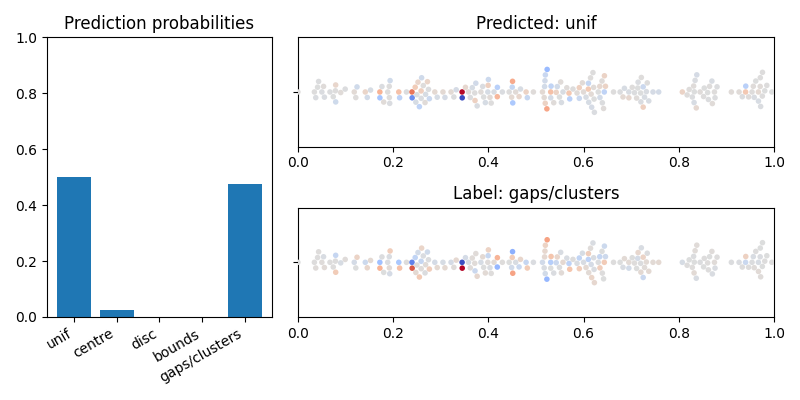 Prediction probabilities
1.0
0.8
0.6
0.4
0.2
0.0
unif
centre
disc
bounds
gaps/clusters
Predicted: unif
0.0 0.2 0.4 0.6 0.8 1.0
Label: gaps/clusters
0.0 0.2 0.4 0.6 0.8 1.0